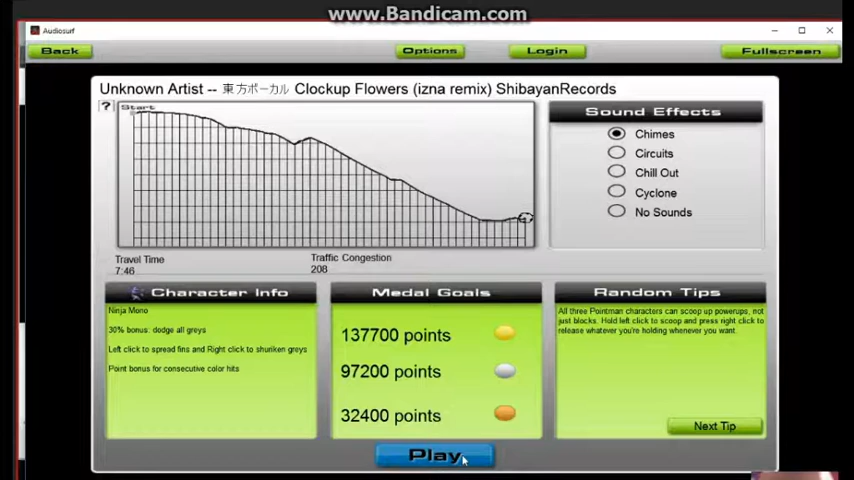 www.Bandicam.com
Audiosurf
Back
Options
Login
Fullscreen
Unknown Artist -- 東方ボーカル Clockup Flowers (izna remix) ShibayanRecords
?
Start
Sound Effects
Chimes
Circuits
Chill Out
Cyclone
No Sounds
Travel Time
7:46
Traffic Congestion
208
Character Info
Ninja Mono
30% bonus: dodge all greys
Left click to spread fins and Right click to shuriken greys
Point bonus for consecutive color hits
Medal Goals
137700 points
97200 points
32400 points
Random Tips
All three Pointman characters can scoop up powerups, not
just blocks. Hold left click to scoop and press right click to
release whatever you're holding whenever you want.
Next Tip
Play